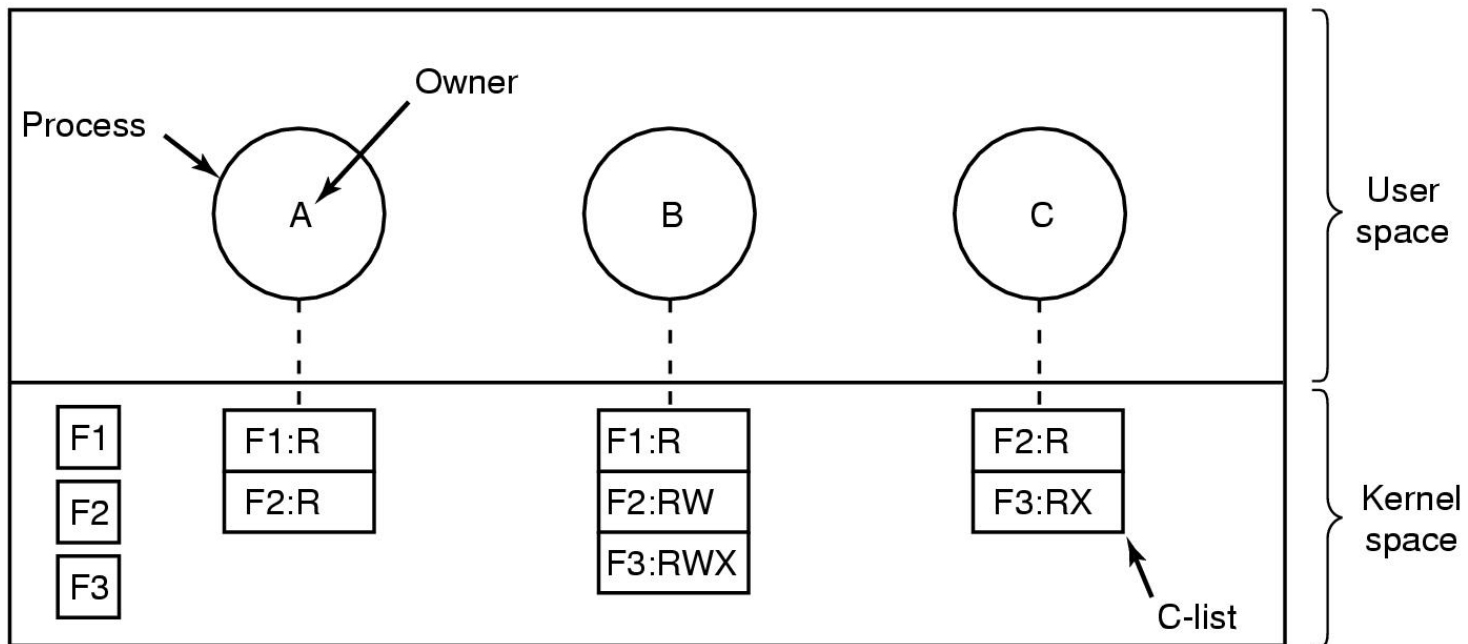 Owner
Process
A
B
C
User
space
F1
F2
F3
F1:R
F2:R
F1:R
F2:RW
F3:RWX
F2:R
F3:RX
C-list
Kernel
space